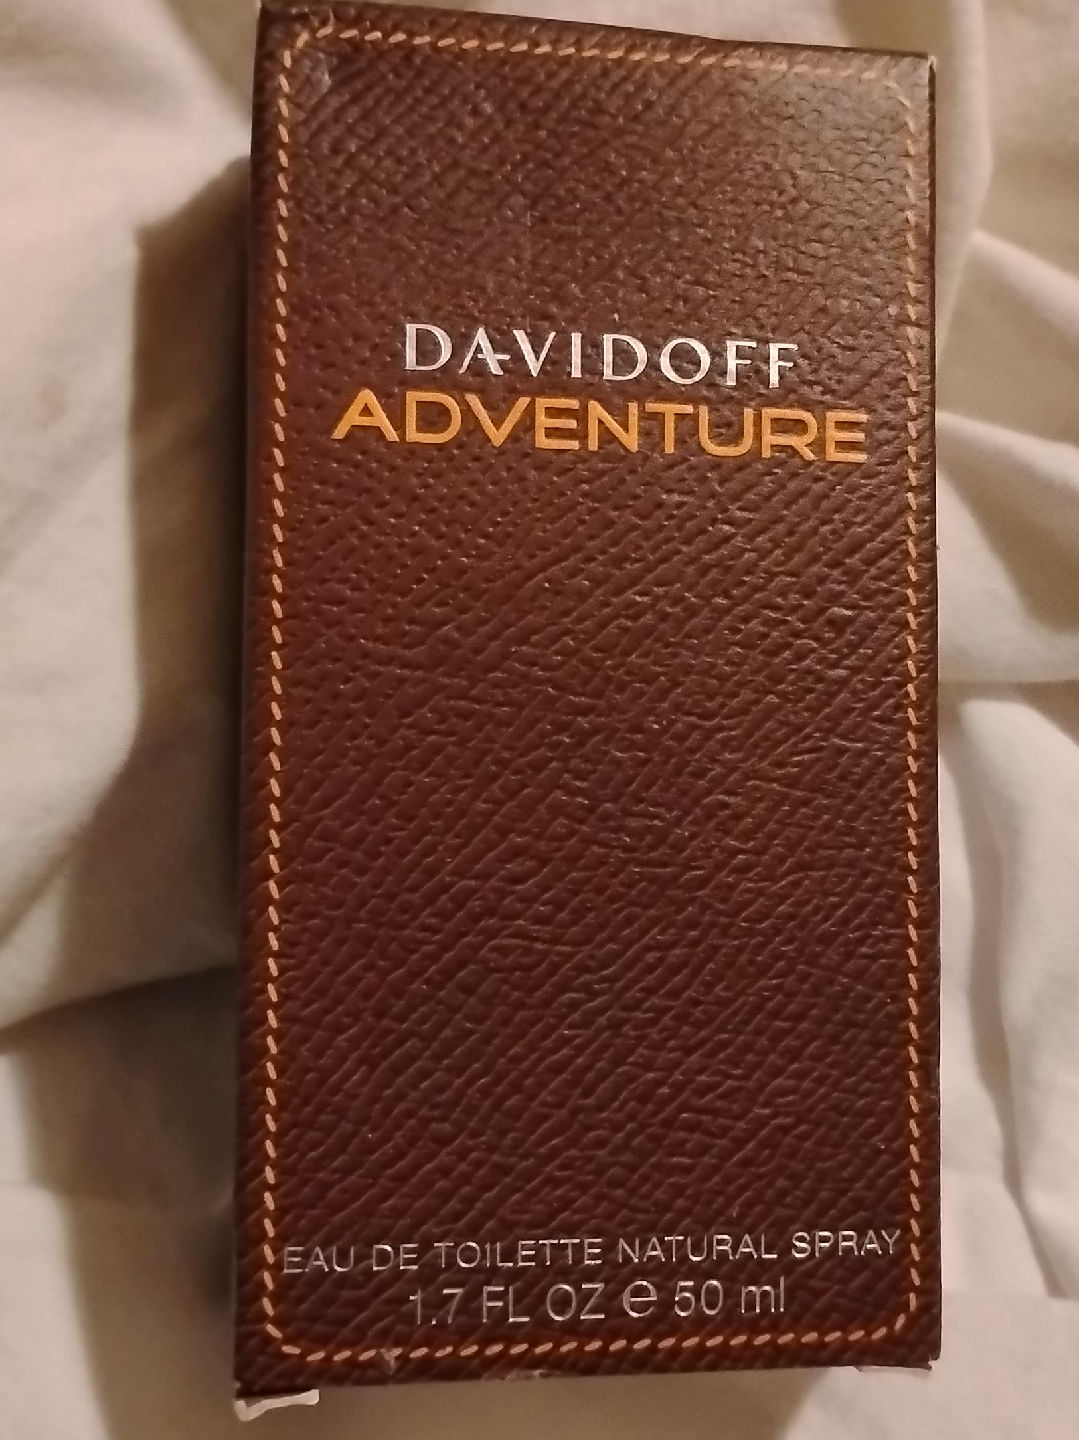 DAVIDOFF
ADVENTURE
EAU DE TOILETTE NATURAL SPRAY
1.7 FL OZ ℮ 50 ml